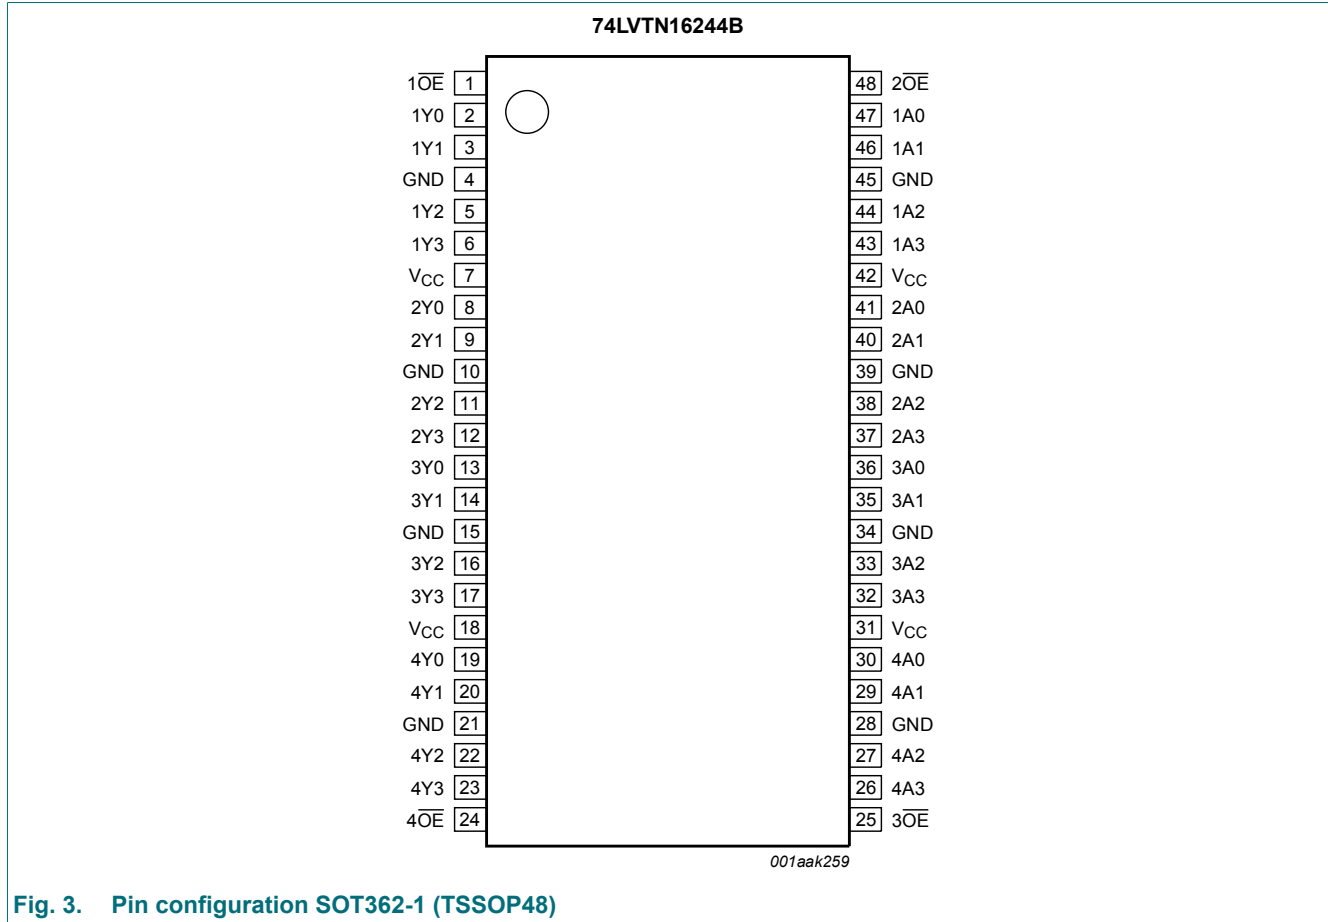 74LVTN16244B
1O̅E̅ 1 48 2O̅E̅
1Y0 2 47 1A0
1Y1 3 46 1A1
GND 4 45 GND
1Y2 5 44 1A2
1Y3 6 43 1A3
VCC 7 42 VCC
2Y0 8 41 2A0
2Y1 9 40 2A1
GND 10 39 GND
2Y2 11 38 2A2
2Y3 12 37 2A3
3Y0 13 36 3A0
3Y1 14 35 3A1
GND 15 34 GND
3Y2 16 33 3A2
3Y3 17 32 3A3
VCC 18 31 VCC
4Y0 19 30 4A0
4Y1 20 29 4A1
GND 21 28 GND
4Y2 22 27 4A2
4Y3 23 26 4A3
4O̅E̅ 24 25 3O̅E̅
001aak259
Fig. 3. Pin configuration SOT362-1 (TSSOP48)